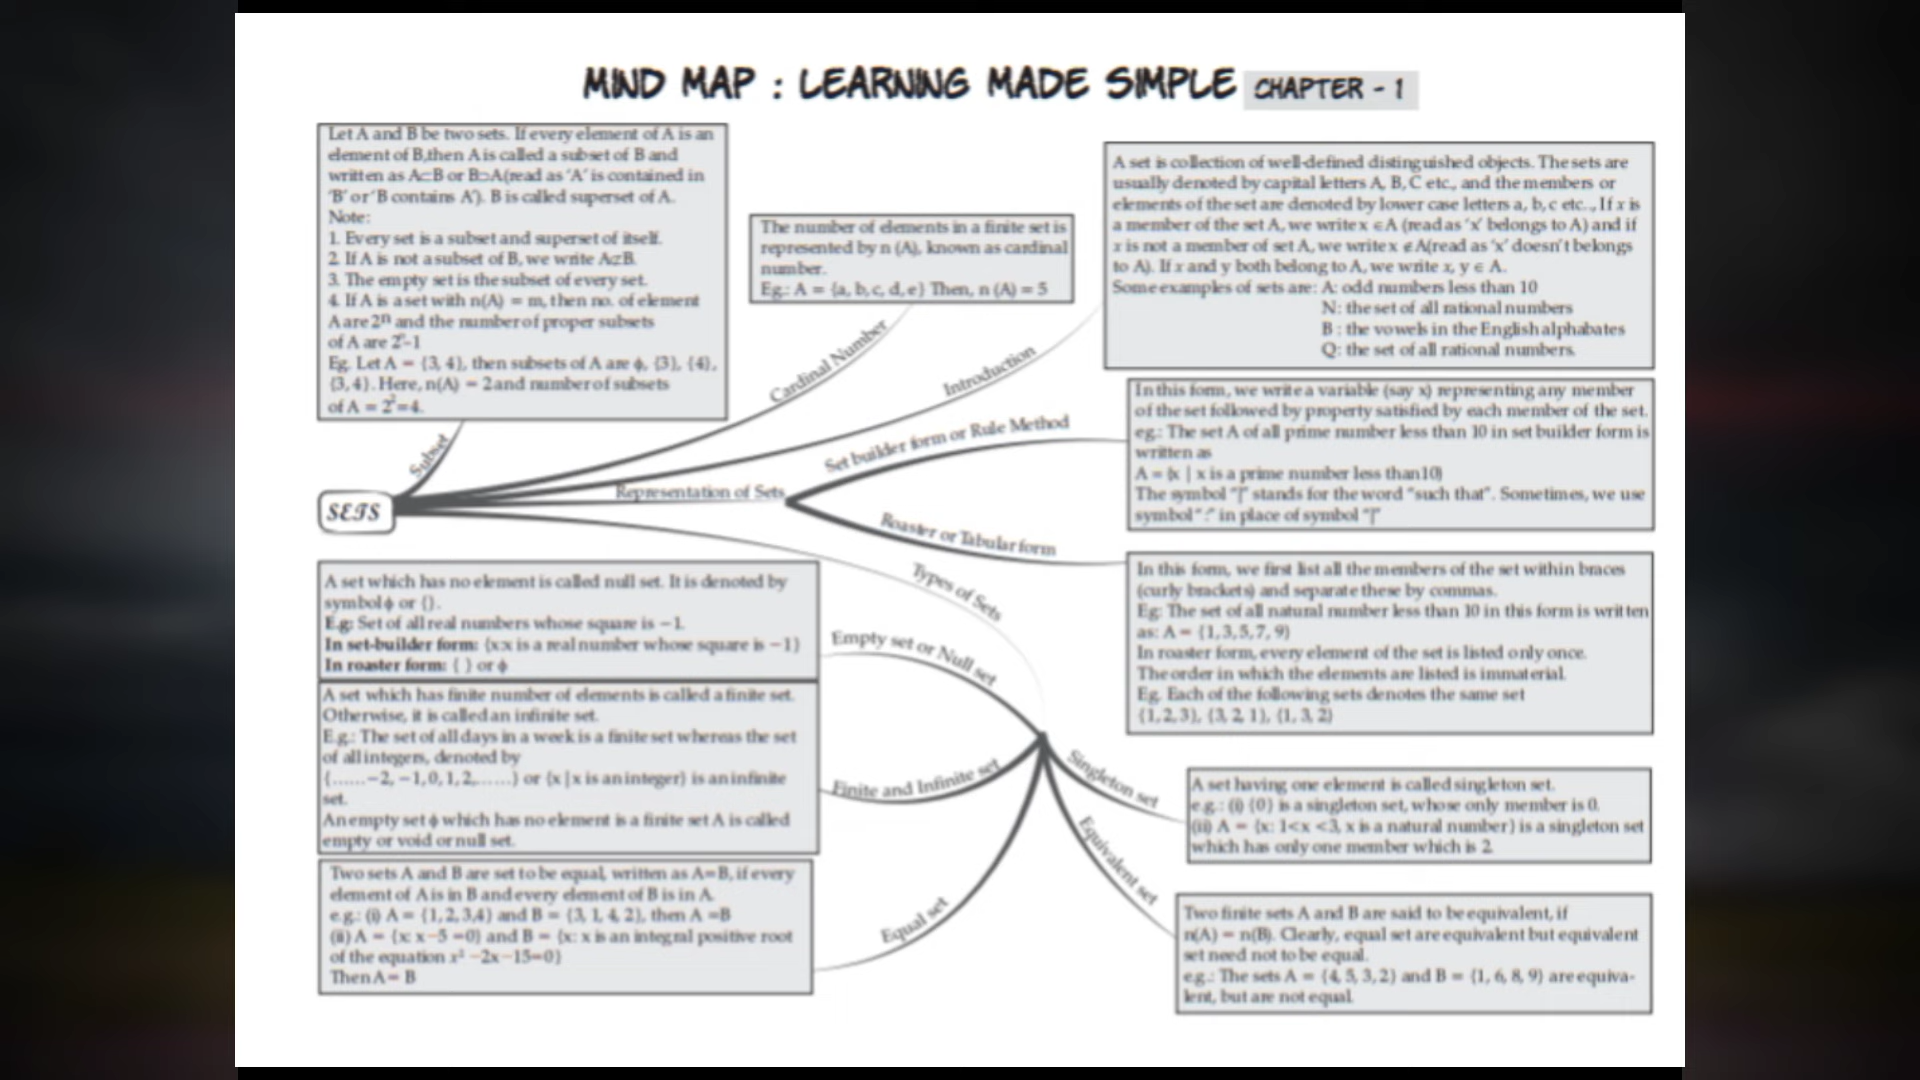 MIND MAP : LEARNING MADE SIMPLE CHAPTER - 1
Let A and B be two sets. If every element of A is an
element of B,then A is called a subset of B and
written as A⊂B or B⊃A(read as ‘A’ is contained in
‘B’ or ‘B contains A’). B is called superset of A.
Note:
1. Every set is a subset and superset of itself.
2. If A is not a subset of B, we write A⊄B.
3. The empty set is the subset of every set.
4. If A is a set with n(A) = m, then no. of element
A are 2ⁿ and the number of proper subsets
of A are 2ⁿ-1
Eg. Let A = {3, 4}, then subsets of A are ϕ, {3}, {4},
{3, 4}. Here, n(A) = 2 and number of subsets
of A = 2²=4.
The number of elements in a finite set is
represented by n (A), known as cardinal
number.
Eg.: A = {a, b, c, d, e} Then, n (A) = 5
A set is collection of well-defined distinguished objects. The sets are
usually denoted by capital letters A, B, C etc., and the members or
elements of the set are denoted by lower case letters a, b, c etc.., If x is
a member of the set A, we write x ∈ A (read as ‘x’ belongs to A) and if
x is not a member of set A, we write x ∉ A(read as ‘x’ doesn’t belongs
to A). If x and y both belong to A, we write x, y ∈ A.
Some examples of sets are: A: odd numbers less than 10
N: the set of all rational numbers
B : the vowels in the English alphabates
Q: the set of all rational numbers.
Cardinal Number
Introduction
Subset
SETS
Representation of Sets
Set builder form or Rule Method
In this form, we write a variable (say x) representing any member
of the set followed by property satisfied by each member of the set.
eg.: The set A of all prime number less than 10 in set builder form is
written as
A = {x | x is a prime number less than10}
The symbol “|” stands for the word “such that”. Sometimes, we use
symbol “:” in place of symbol “|”
Roaster or Tabular form
In this form, we first list all the members of the set within braces
(curly brackets) and separate these by commas.
Eg: The set of all natural number less than 10 in this form is written
as: A = {1, 3, 5, 7, 9}
In roaster form, every element of the set is listed only once.
The order in which the elements are listed is immaterial.
Eg. Each of the following sets denotes the same set
{1, 2, 3}, {3, 2, 1}, {1, 3, 2}
Types of Sets
Empty set or Null set
A set which has no element is called null set. It is denoted by
symbol ϕ or {}.
E.g: Set of all real numbers whose square is −1.
In set-builder form: {x:x is a real number whose square is −1}
In roaster form: { } or ϕ
Finite and Infinite set
A set which has finite number of elements is called a finite set.
Otherwise, it is called an infinite set.
E.g.: The set of all days in a week is a finite set whereas the set
of all integers, denoted by
{......−2, −1, 0, 1, 2,......} or {x | x is an integer} is an infinite
set.
An empty set ϕ which has no element is a finite set A is called
empty or void or null set.
Equal set
Two sets A and B are set to be equal, written as A=B, if every
element of A is in B and every element of B is in A.
e.g.: (i) A = {1, 2, 3,4} and B = {3, 1, 4, 2}, then A =B
(ii) A = {x: x−5 =0} and B = {x: x is an integral positive root
of the equation x² −2x−15=0}
Then A= B
Singleton set
A set having one element is called singleton set.
e.g.: (i) {0} is a singleton set, whose only member is 0.
(ii) A = {x: 1<x <3, x is a natural number} is a singleton set
which has only one member which is 2.
Equivalent set
Two finite sets A and B are said to be equivalent, if
n(A) = n(B). Clearly, equal set are equivalent but equivalent
set need not to be equal.
e.g.: The sets A = {4, 5, 3, 2} and B = {1, 6, 8, 9} are equiva-
lent, but are not equal.